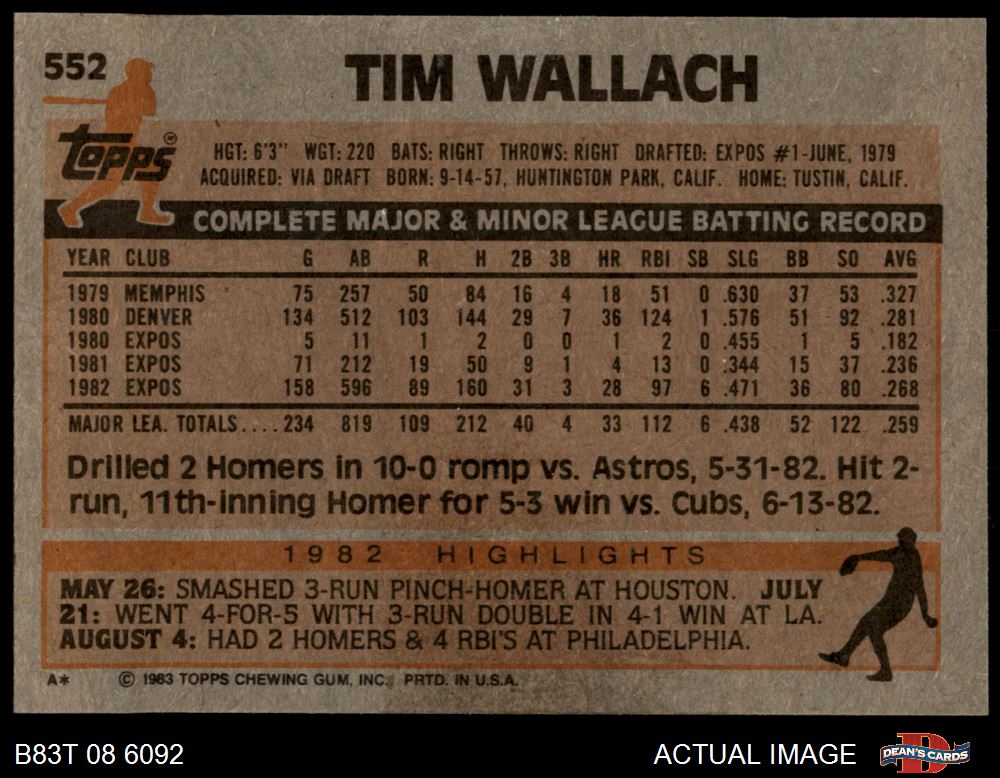 552
TIM WALLACH
Topps®
HGT: 6'3" WGT: 220 BATS: RIGHT THROWS: RIGHT DRAFTED: EXPOS #1-JUNE, 1979
ACQUIRED: VIA DRAFT BORN: 9-14-57, HUNTINGTON PARK, CALIF. HOME: TUSTIN, CALIF.
COMPLETE MAJOR & MINOR LEAGUE BATTING RECORD
YEAR CLUB G AB R H 2B 3B HR RBI SB SLG BB SO AVG
1979 MEMPHIS 75 257 50 84 16 4 18 51 0 .630 37 53 .327
1980 DENVER 134 512 103 144 29 7 36 124 1 .576 51 92 .281
1980 EXPOS 5 11 1 2 0 0 1 2 0 .455 1 5 .182
1981 EXPOS 71 212 19 50 9 1 4 13 0 .344 15 37 .236
1982 EXPOS 158 596 89 160 31 3 28 97 6 .471 36 80 .268
MAJOR LEA. TOTALS....234 819 109 212 40 4 33 112 6 .438 52 122 .259
Drilled 2 Homers in 10-0 romp vs. Astros, 5-31-82. Hit 2-
run, 11th-inning Homer for 5-3 win vs. Cubs, 6-13-82.
1982 HIGHLIGHTS
MAY 26: SMASHED 3-RUN PINCH-HOMER AT HOUSTON. JULY
21: WENT 4-FOR-5 WITH 3-RUN DOUBLE IN 4-1 WIN AT LA.
AUGUST 4: HAD 2 HOMERS & 4 RBI'S AT PHILADELPHIA.
A* © 1983 TOPPS CHEWING GUM, INC. PRTD. IN U.S.A.
B83T 08 6092 ACTUAL IMAGE
D
DEAN'S CARDS